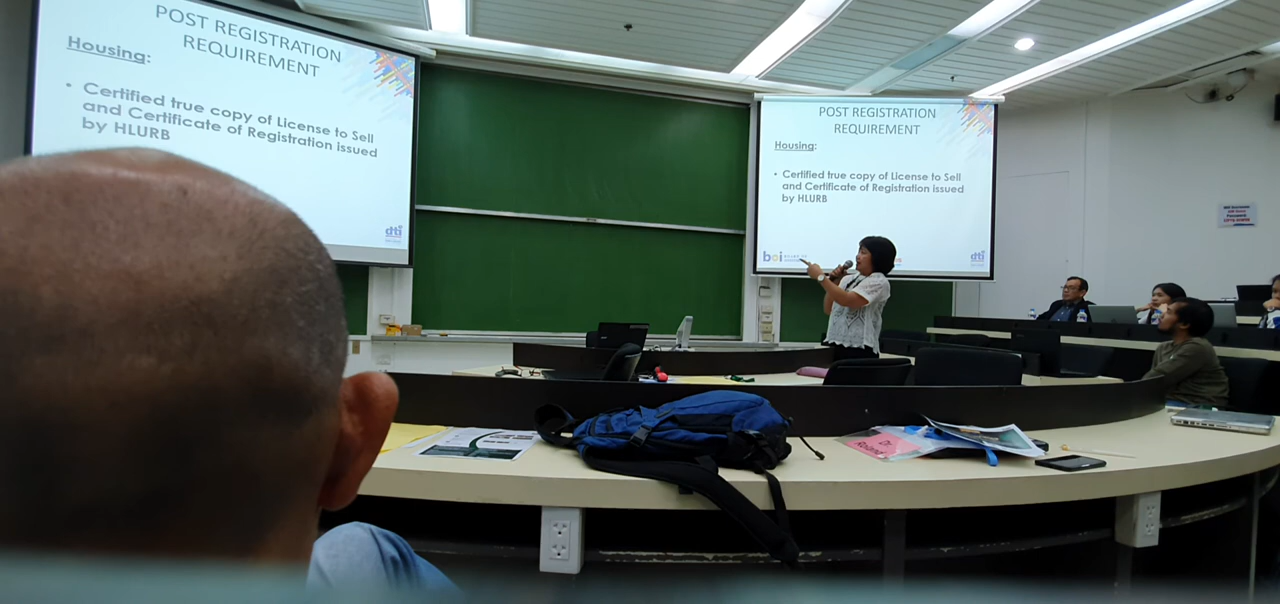 POST REGISTRATION
REQUIREMENT
Housing:
• Certified true copy of License to Sell
and Certificate of Registration issued
by HLURB
dti
POST REGISTRATION
REQUIREMENT
Housing:
• Certified true copy of License to Sell
and Certificate of Registration issued
by HLURB
boi
dti
Dr.